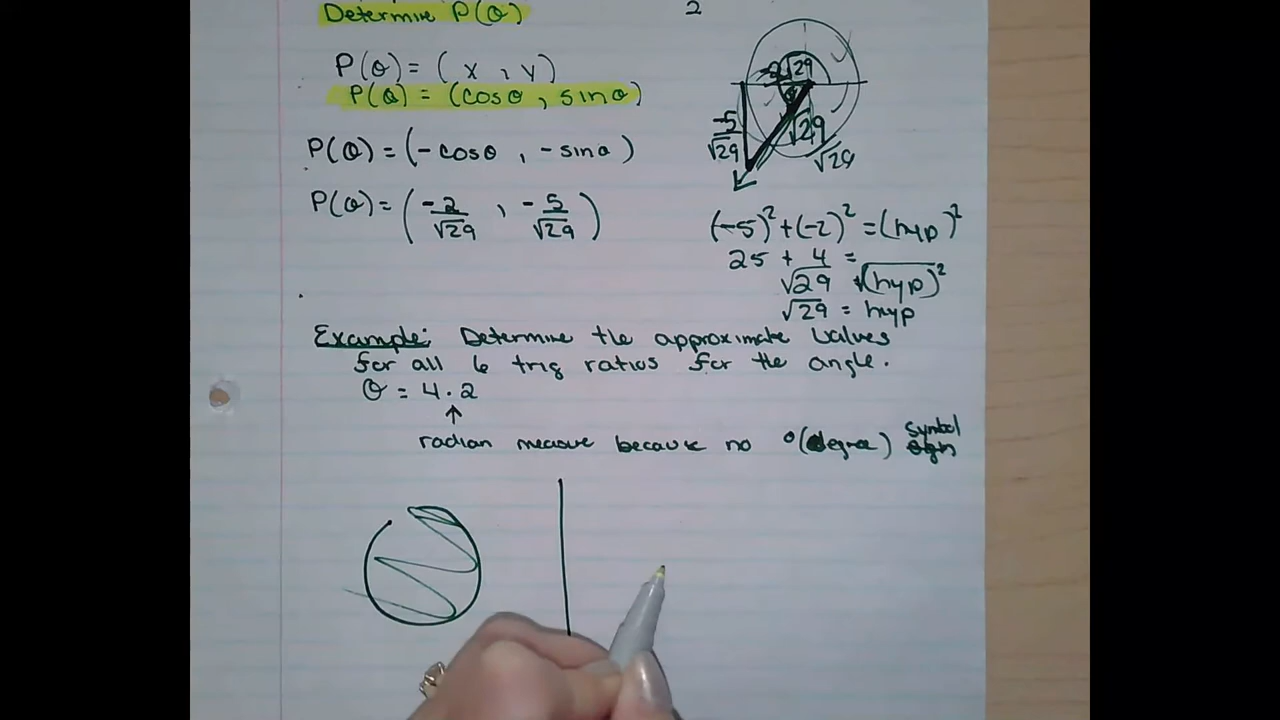 Determine P(θ)
2
P(θ) = ( x , y )
P(θ) = (cosθ , sinθ)
P(θ) = (-cosθ , -sinθ)
P(θ) = (-2/√29 , -5/√29)
-2 √29
-5
√29
√29
√29
(-5)² + (-2)² = (hyp)²
25 + 4 =
√29 √(hyp)²
√29 = hyp
Example: Determine the approximate values
for all 6 trig ratios for the angle.
θ = 4.2
↑
radian measure because no °(degree) symbol